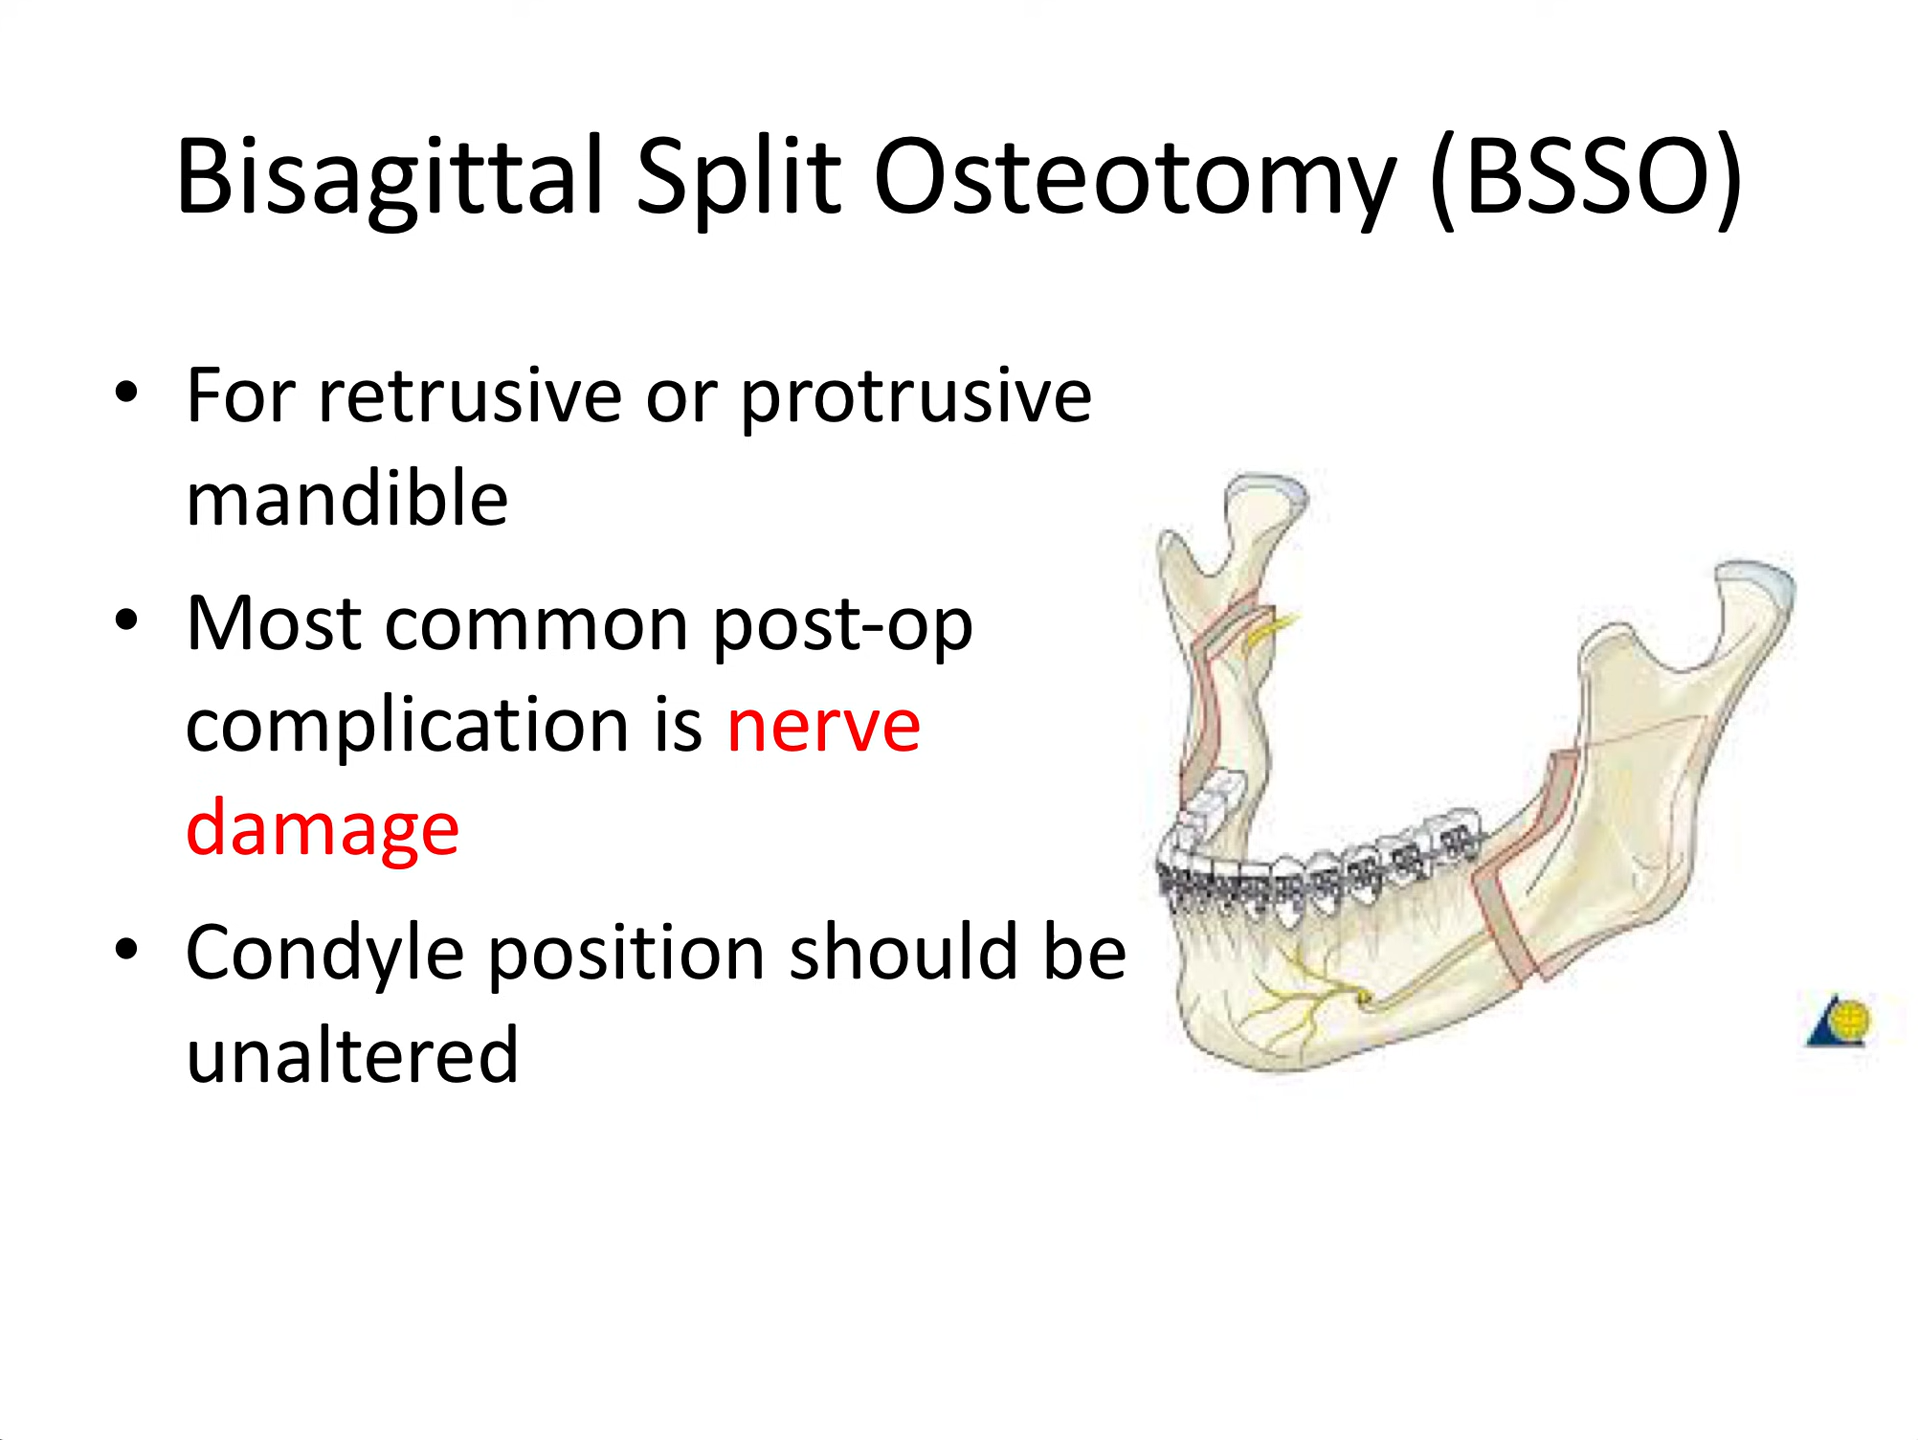 Bisagittal Split Osteotomy (BSSO)
• For retrusive or protrusive
mandible
• Most common post-op
complication is nerve
damage
• Condyle position should be
unaltered